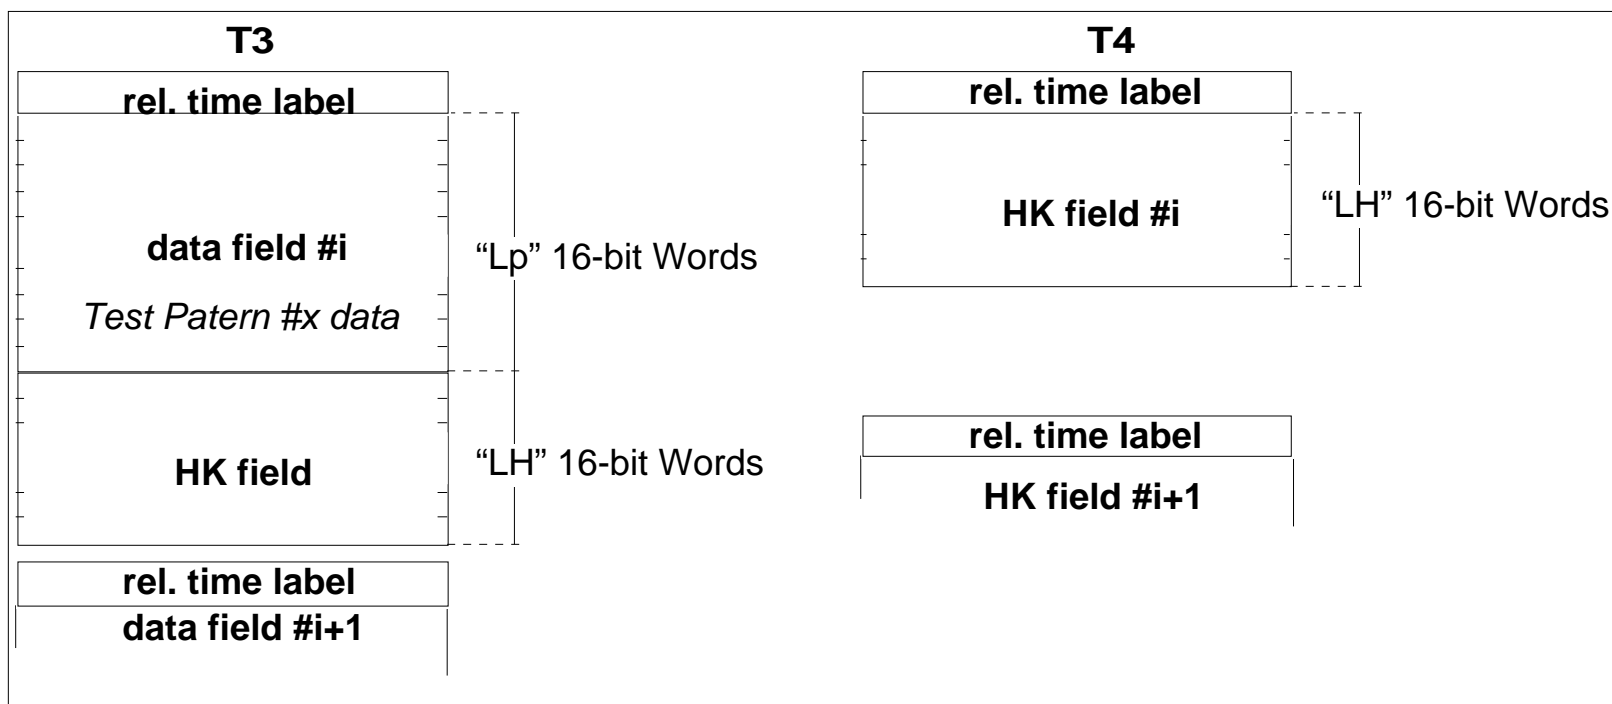 T3
rel. time label
data field #i
Test Patern #x data
“Lp” 16-bit Words
HK field
“LH” 16-bit Words
rel. time label
data field #i+1
T4
rel. time label
HK field #i
“LH” 16-bit Words
rel. time label
HK field #i+1